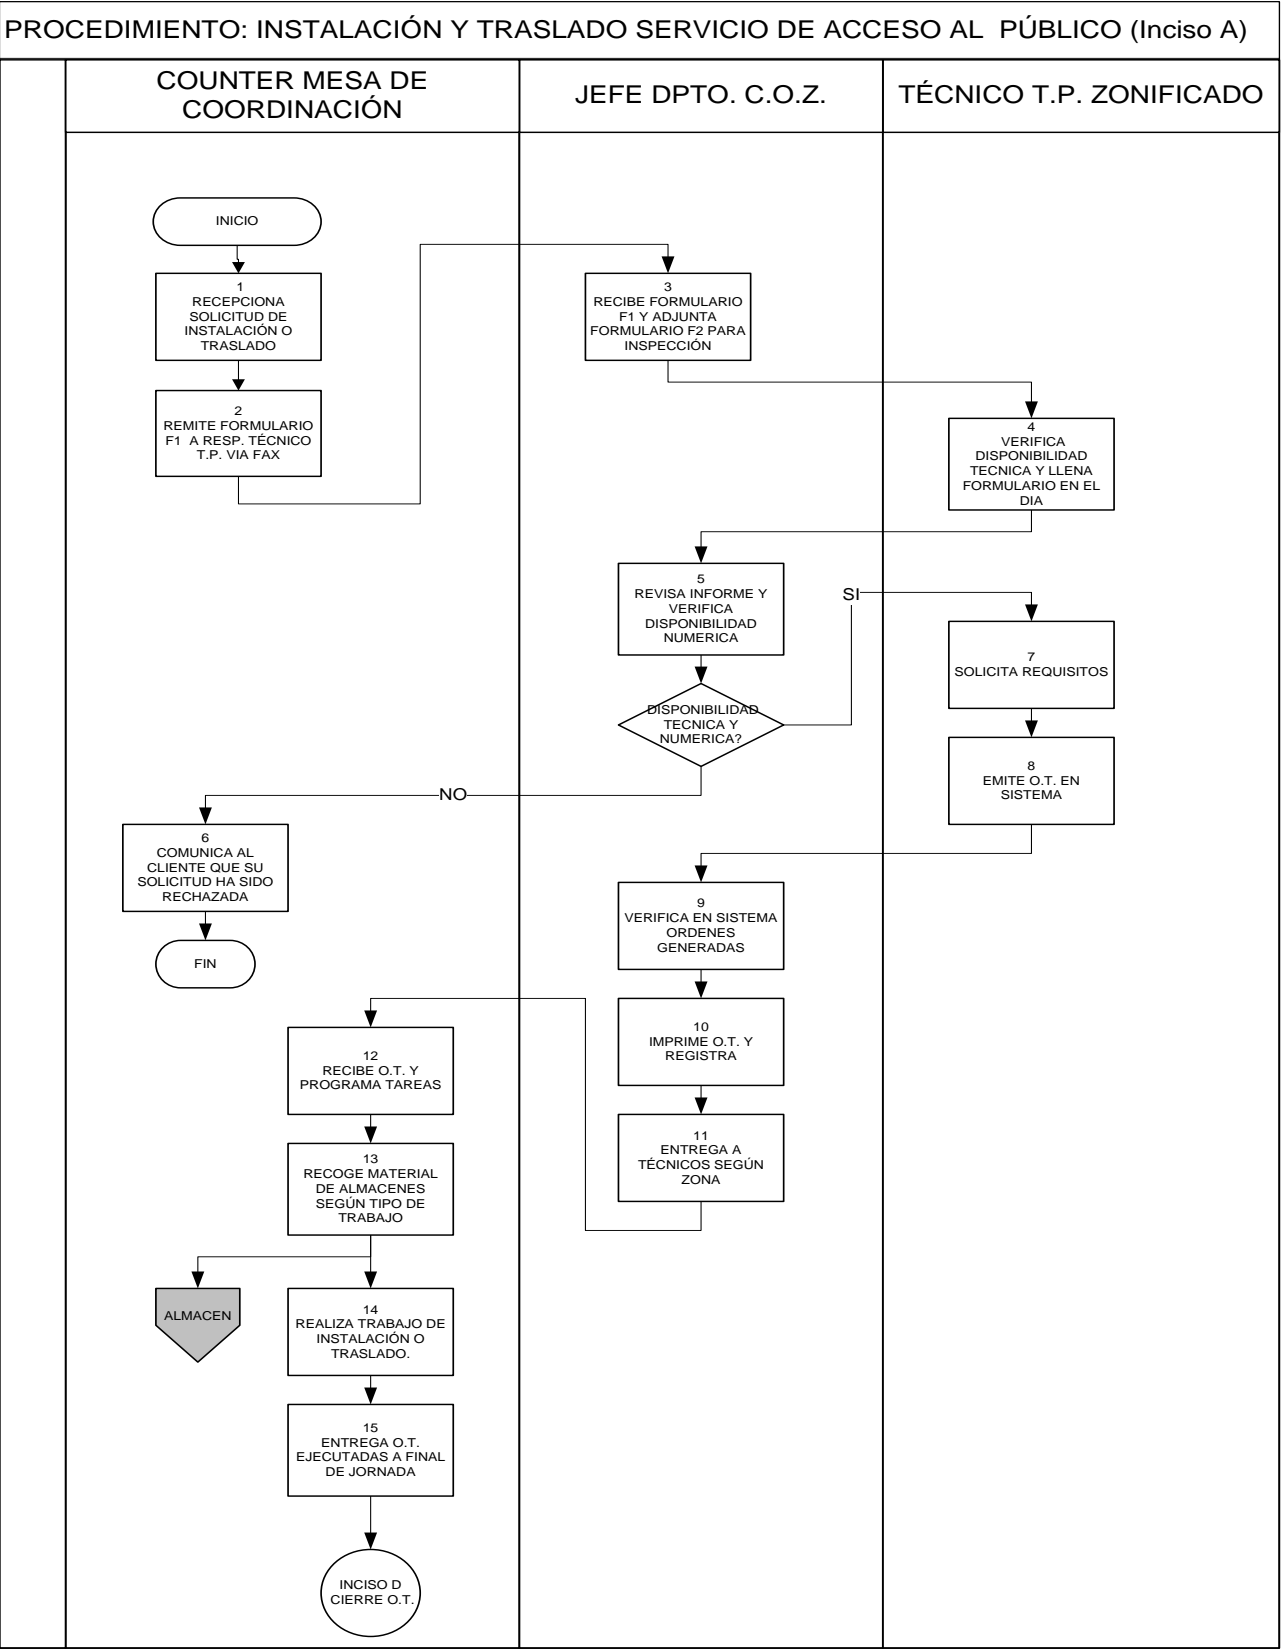 PROCEDIMIENTO: INSTALACIÓN Y TRASLADO SERVICIO DE ACCESO AL PÚBLICO (Inciso A)
COUNTER MESA DE
COORDINACIÓN
JEFE DPTO. C.O.Z.
TÉCNICO T.P. ZONIFICADO
INICIO
1
RECEPCIONA
SOLICITUD DE
INSTALACIÓN O
TRASLADO
2
REMITE FORMULARIO
F1 A RESP. TÉCNICO
T.P. VIA FAX
3
RECIBE FORMULARIO
F1 Y ADJUNTA
FORMULARIO F2 PARA
INSPECCIÓN
4
VERIFICA
DISPONIBILIDAD
TECNICA Y LLENA
FORMULARIO EN EL
DIA
5
REVISA INFORME Y
VERIFICA
DISPONIBILIDAD
NUMERICA
SI
DISPONIBILIDAD
TECNICA Y
NUMERICA?
NO
6
COMUNICA AL
CLIENTE QUE SU
SOLICITUD HA SIDO
RECHAZADA
FIN
7
SOLICITA REQUISITOS
8
EMITE O.T. EN
SISTEMA
9
VERIFICA EN SISTEMA
ORDENES
GENERADAS
10
IMPRIME O.T. Y
REGISTRA
11
ENTREGA A
TÉCNICOS SEGÚN
ZONA
12
RECIBE O.T. Y
PROGRAMA TAREAS
13
RECOGE MATERIAL
DE ALMACENES
SEGÚN TIPO DE
TRABAJO
ALMACEN
14
REALIZA TRABAJO DE
INSTALACIÓN O
TRASLADO.
15
ENTREGA O.T.
EJECUTADAS A FINAL
DE JORNADA
INCISO D
CIERRE O.T.